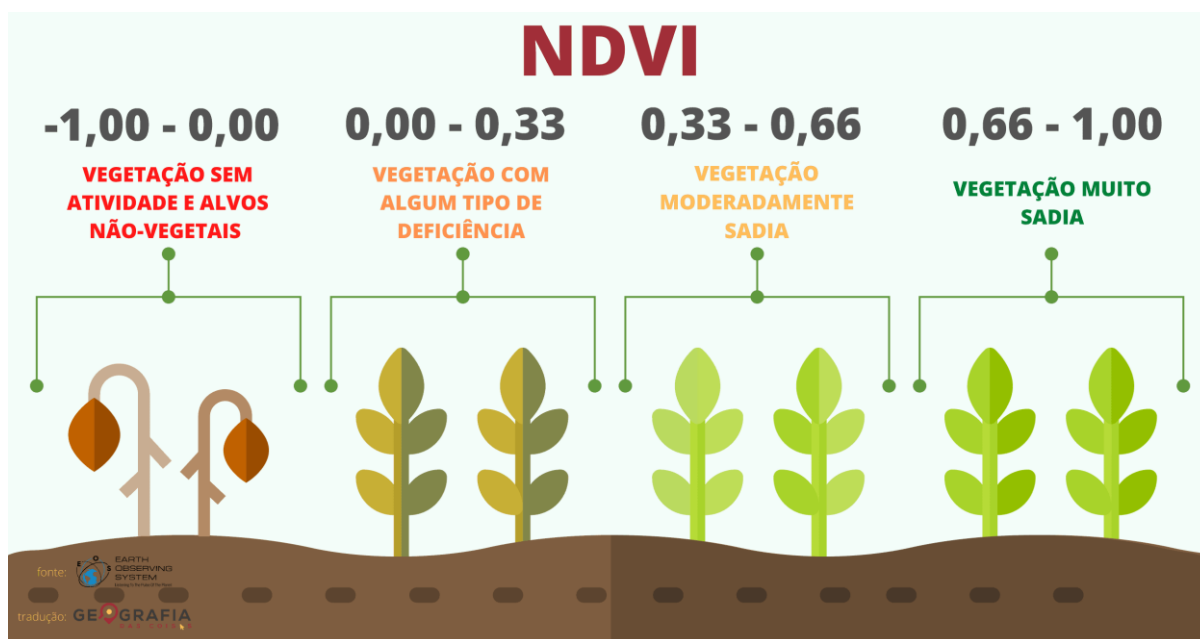 NDVI
-1,00 - 0,00
VEGETAÇÃO SEM
ATIVIDADE E ALVOS
NÃO-VEGETAIS
0,00 - 0,33
VEGETAÇÃO COM
ALGUM TIPO DE
DEFICIÊNCIA
0,33 - 0,66
VEGETAÇÃO
MODERADAMENTE
SADIA
0,66 - 1,00
VEGETAÇÃO MUITO
SADIA
fonte:
E O S
EARTH
OBSERVING
SYSTEM
tradução:
GEOGRAFIA
DAS COISAS